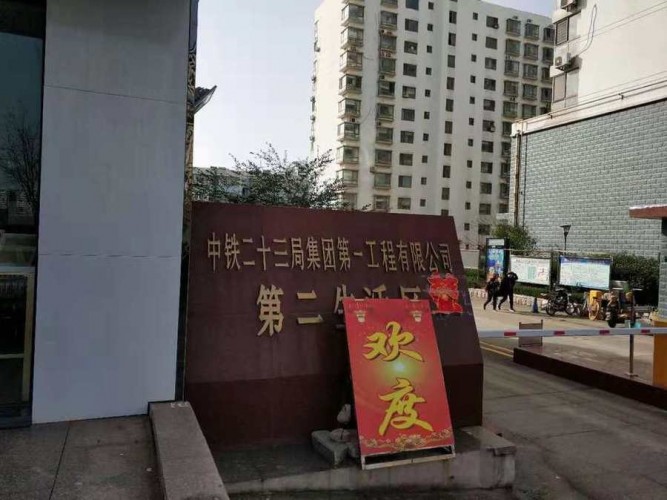 中铁二十三局集团第一工程有限公司
第二生活区
欢
度